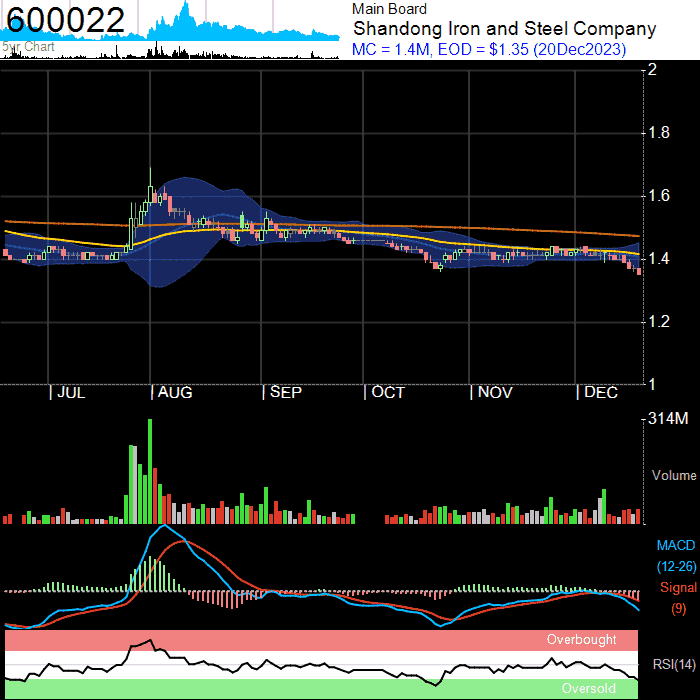 600022
5yr Chart
Main Board
Shandong Iron and Steel Company
MC = 1.4M, EOD = $1.35 (20Dec2023)
2
1.8
1.6
1.4
1.2
1
| JUL | AUG | SEP | OCT | NOV | DEC
314M
Volume
MACD
(12-26)
Signal
(9)
Overbought
RSI(14)
Oversold